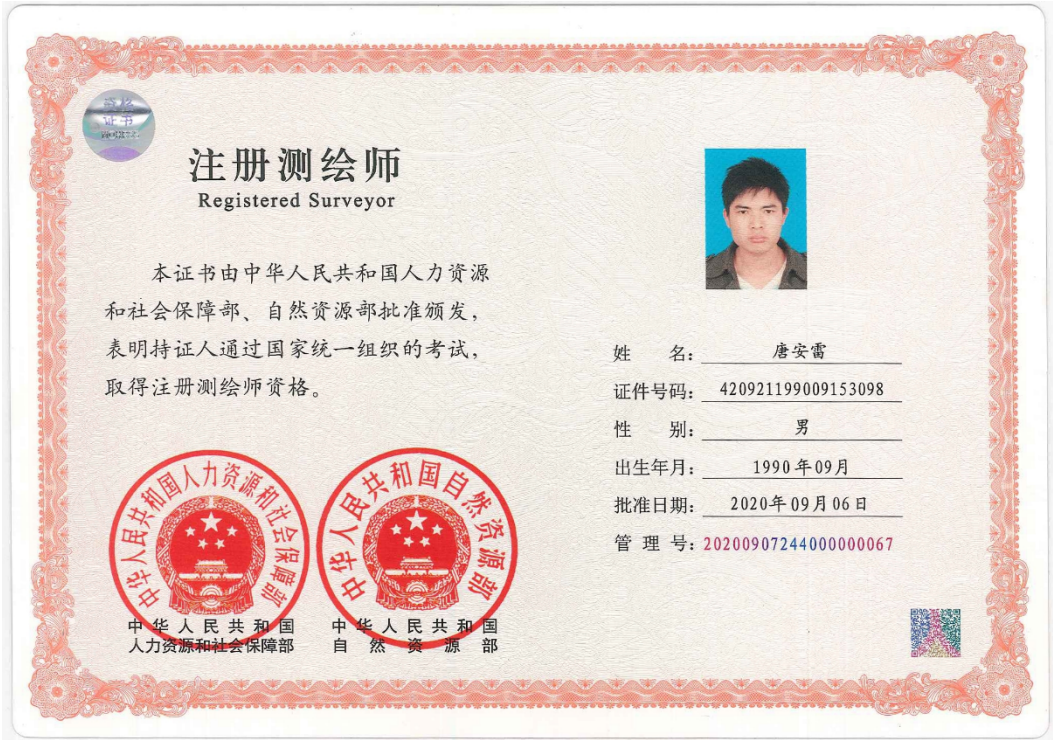 资格
证书
注册测绘师
Registered Surveyor
本证书由中华人民共和国人力资源
和社会保障部、自然资源部批准颁发，
表明持证人通过国家统一组织的考试，
取得注册测绘师资格。
中华人民共和国人力资源和社会保障部
中华人民共和国自然资源部
中华人民共和国
人力资源和社会保障部
中华人民共和国
自然资源部
姓名：唐安雷
证件号码：420921199009153098
性别：男
出生年月：1990年09月
批准日期：2020年09月06日
管理号：20200907244000000067